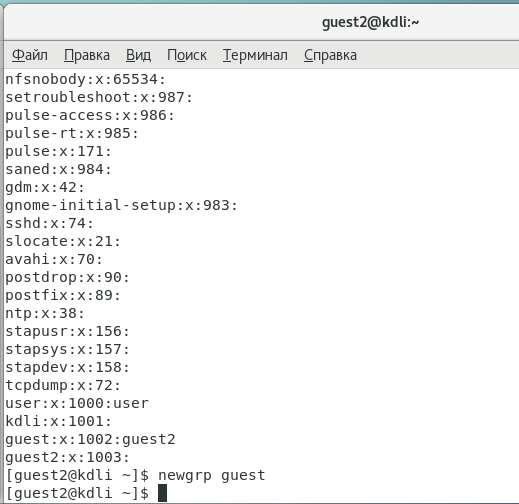 guest2@kdli:~
Файл Правка Вид Поиск Терминал Справка
nfsnobody:x:65534:
setroubleshoot:x:987:
pulse-access:x:986:
pulse-rt:x:985:
pulse:x:171:
saned:x:984:
gdm:x:42:
gnome-initial-setup:x:983:
sshd:x:74:
slocate:x:21:
avahi:x:70:
postdrop:x:90:
postfix:x:89:
ntp:x:38:
stapusr:x:156:
stapsys:x:157:
stapdev:x:158:
tcpdump:x:72:
user:x:1000:user
kdli:x:1001:
guest:x:1002:guest2
guest2:x:1003:
[guest2@kdli ~]$ newgrp guest
[guest2@kdli ~]$